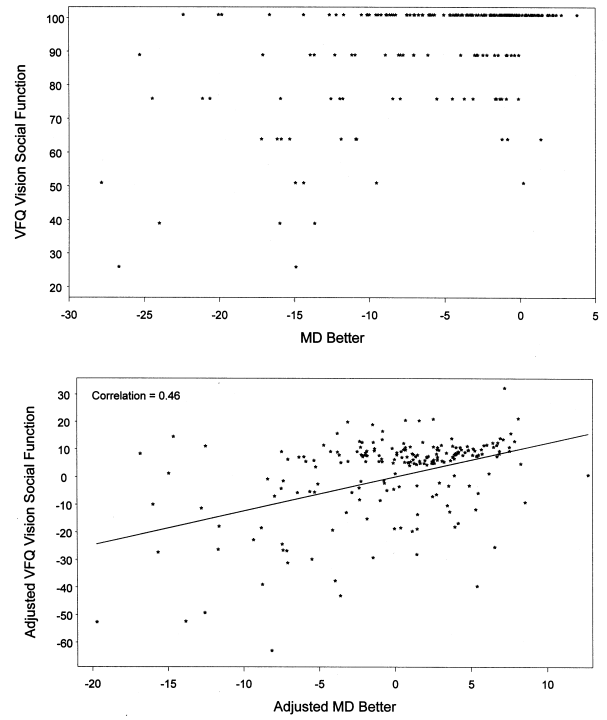 VFQ Vision Social Function
100
90
80
70
60
50
40
30
20
-30 -25 -20 -15 -10 -5 0 5
MD Better
Correlation = 0.46
Adjusted VFQ Vision Social Function
30
20
10
0
-10
-20
-30
-40
-50
-60
-20 -15 -10 -5 0 5 10
Adjusted MD Better